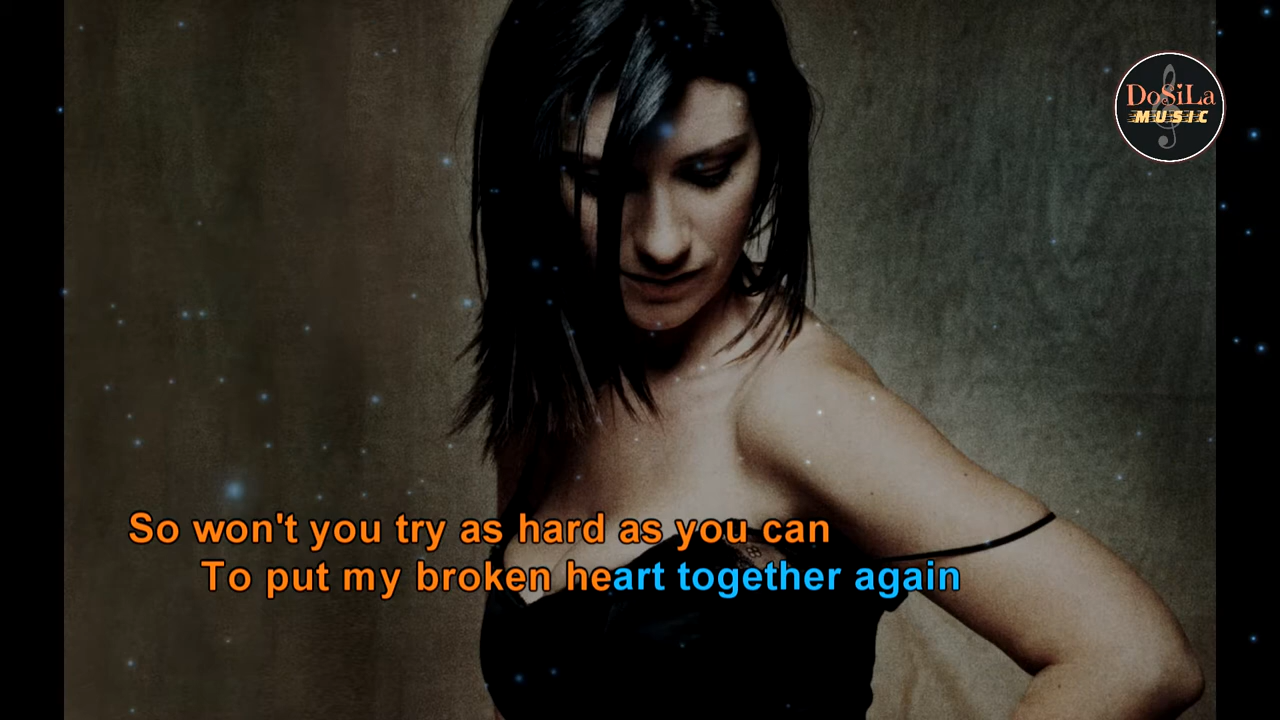 DoSiLa
MUSIC
So won't you try as hard as you can
To put my broken heart together again